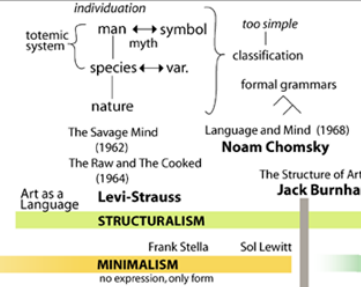 individuation
too simple
totemic
system
man
symbol
myth
classification
species
var.
formal grammars
nature
The Savage Mind
(1962)
The Raw and The Cooked
(1964)
Levi-Strauss
Language and Mind (1968)
Noam Chomsky
The Structure of Art
Jack Burnha
Art as a
Language
STRUCTURALISM
Frank Stella
Sol Lewitt
MINIMALISM
no expression, only form